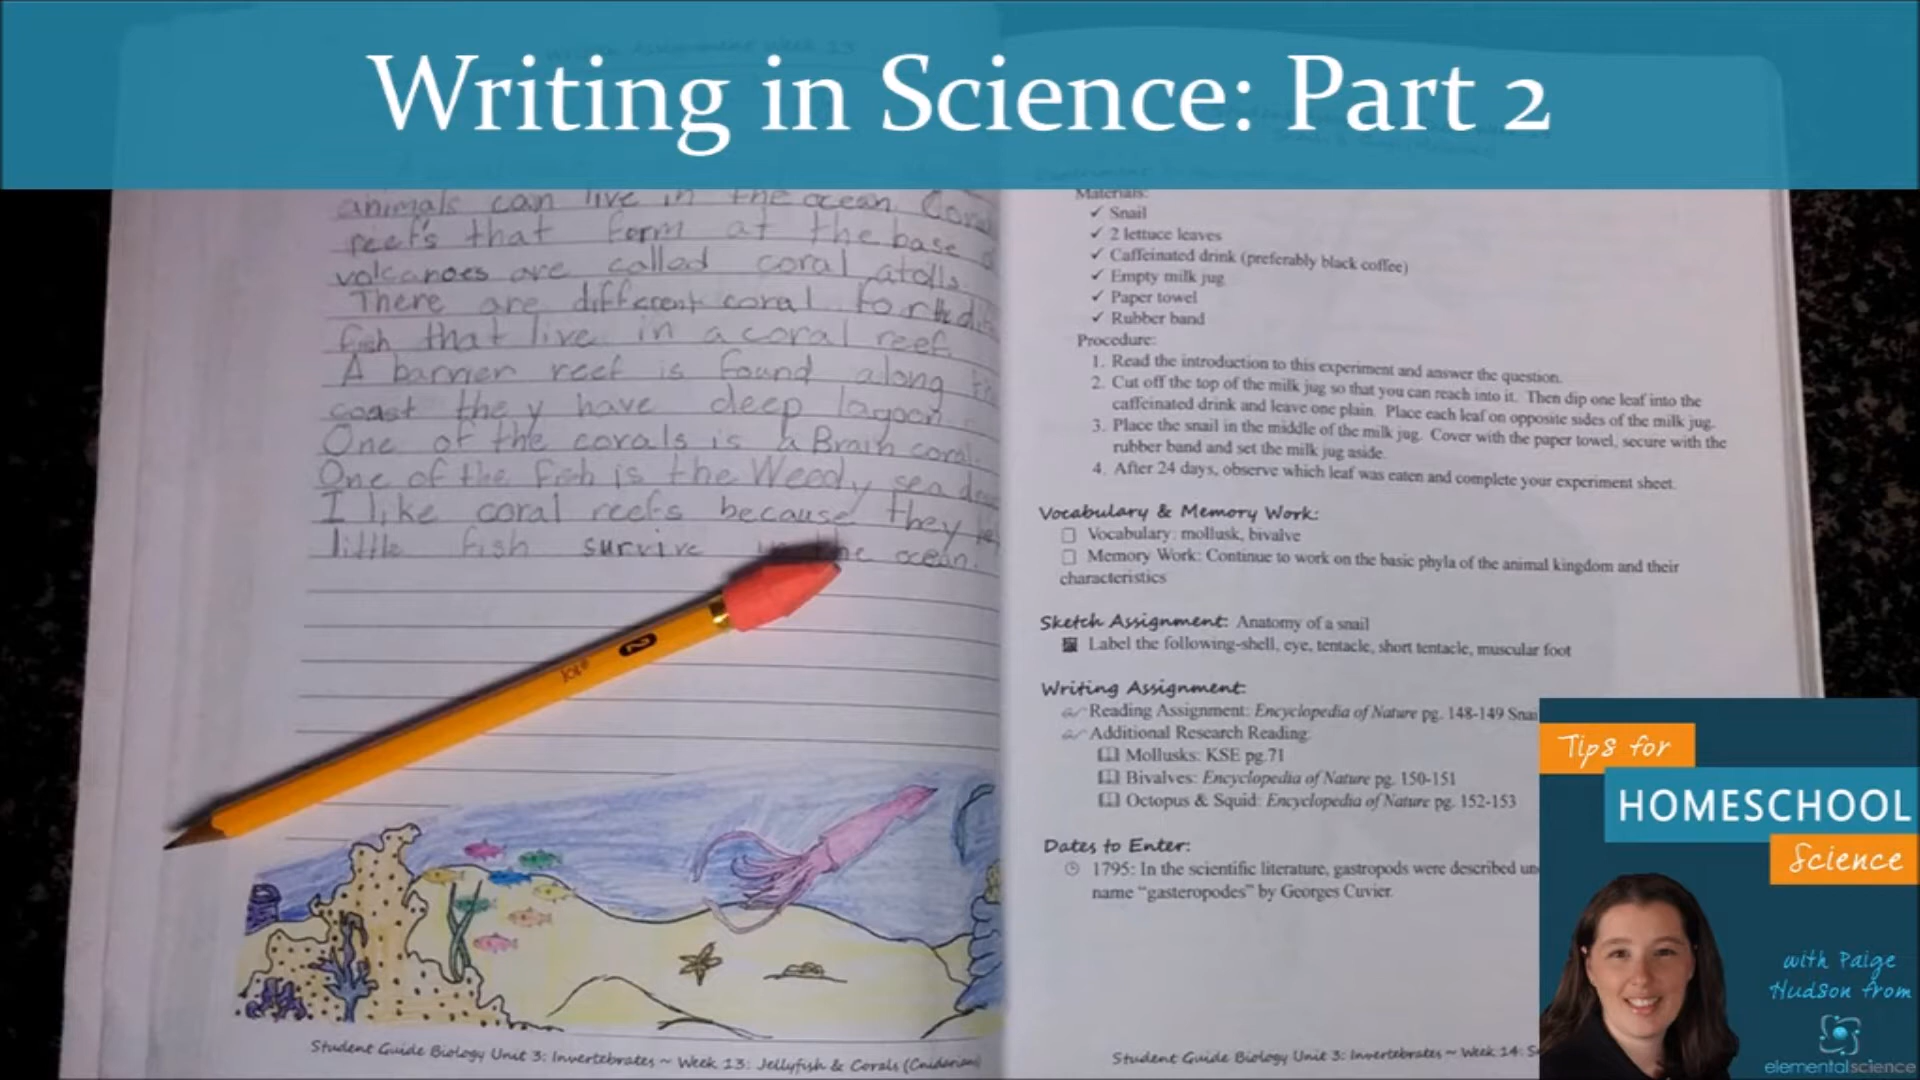 Writing in Science: Part 2
animals can live in the ocean. Coral
reefs that form at the base
volcanoes are called coral atolls.
There are different coral
fish that live in a coral reef.
A barrier reef is found along
coast they have deep lagoon
One of the corals is a Brain coral.
One of the fish is the Weedy sea
I like coral reefs because they
little fish survive in the ocean.
Student Guide Biology Unit 3: Invertebrates ~ Week 13: Jellyfish & Corals (Cnidarians)
Materials:
✓ Snail
✓ 2 lettuce leaves
✓ Caffeinated drink (preferably black coffee)
✓ Empty milk jug
✓ Paper towel
✓ Rubber band
Procedure:
1. Read the introduction to this experiment and answer the question.
2. Cut off the top of the milk jug so that you can reach into it. Then dip one leaf into the
caffeinated drink and leave one plain. Place each leaf on opposite sides of the milk jug.
3. Place the snail in the middle of the milk jug. Cover with the paper towel, secure with the
rubber band and set the milk jug aside.
4. After 24 days, observe which leaf was eaten and complete your experiment sheet.
Vocabulary & Memory Work:
Vocabulary: mollusk, bivalve
Memory Work: Continue to work on the basic phyla of the animal kingdom and their
characteristics
Sketch Assignment: Anatomy of a snail
Label the following-shell, eye, tentacle, short tentacle, muscular foot
Writing Assignment:
Reading Assignment: Encyclopedia of Nature pg. 148-149
Additional Research Reading:
Mollusks: KSE pg.71
Bivalves: Encyclopedia of Nature pg. 150-151
Octopus & Squid: Encyclopedia of Nature pg. 152-153
Dates to Enter:
1795: In the scientific literature, gastropods were described
name “gasteropodes” by Georges Cuvier.
Student Guide Biology Unit 3: Invertebrates ~ Week 14:
2
Tips for
HOMESCHOOL
Science
with Paige
Hudson from
elementalscience